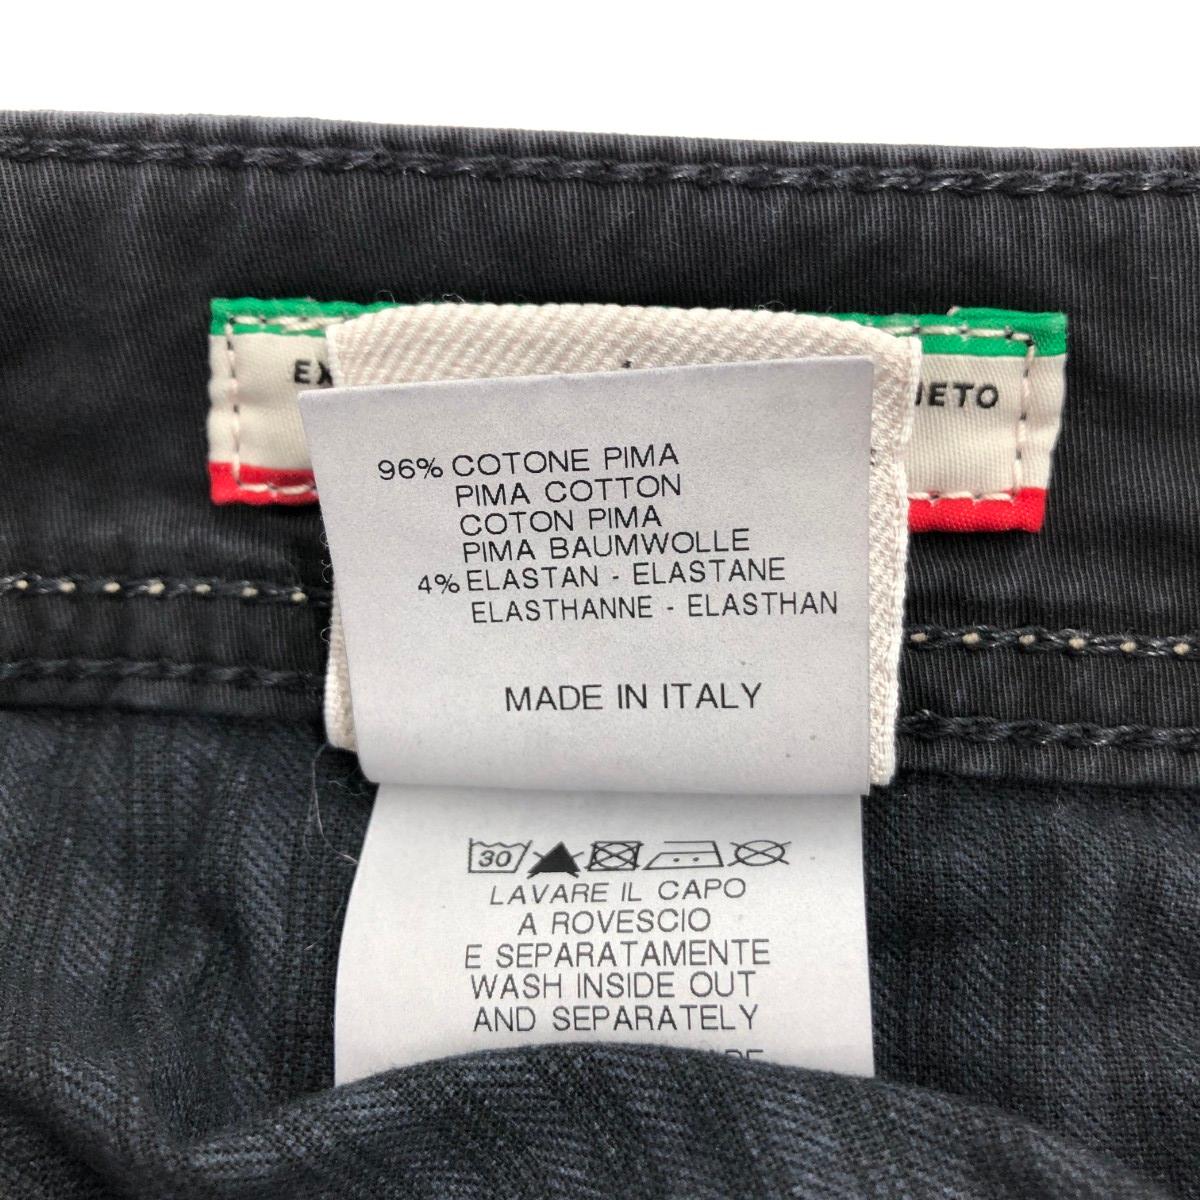 96% COTONE PIMA
PIMA COTTON
COTON PIMA
PIMA BAUMWOLLE
4% ELASTAN - ELASTANE
ELASTHANNE - ELASTHAN
MADE IN ITALY
30
LAVARE IL CAPO
A ROVESCIO
E SEPARATAMENTE
WASH INSIDE OUT
AND SEPARATELY